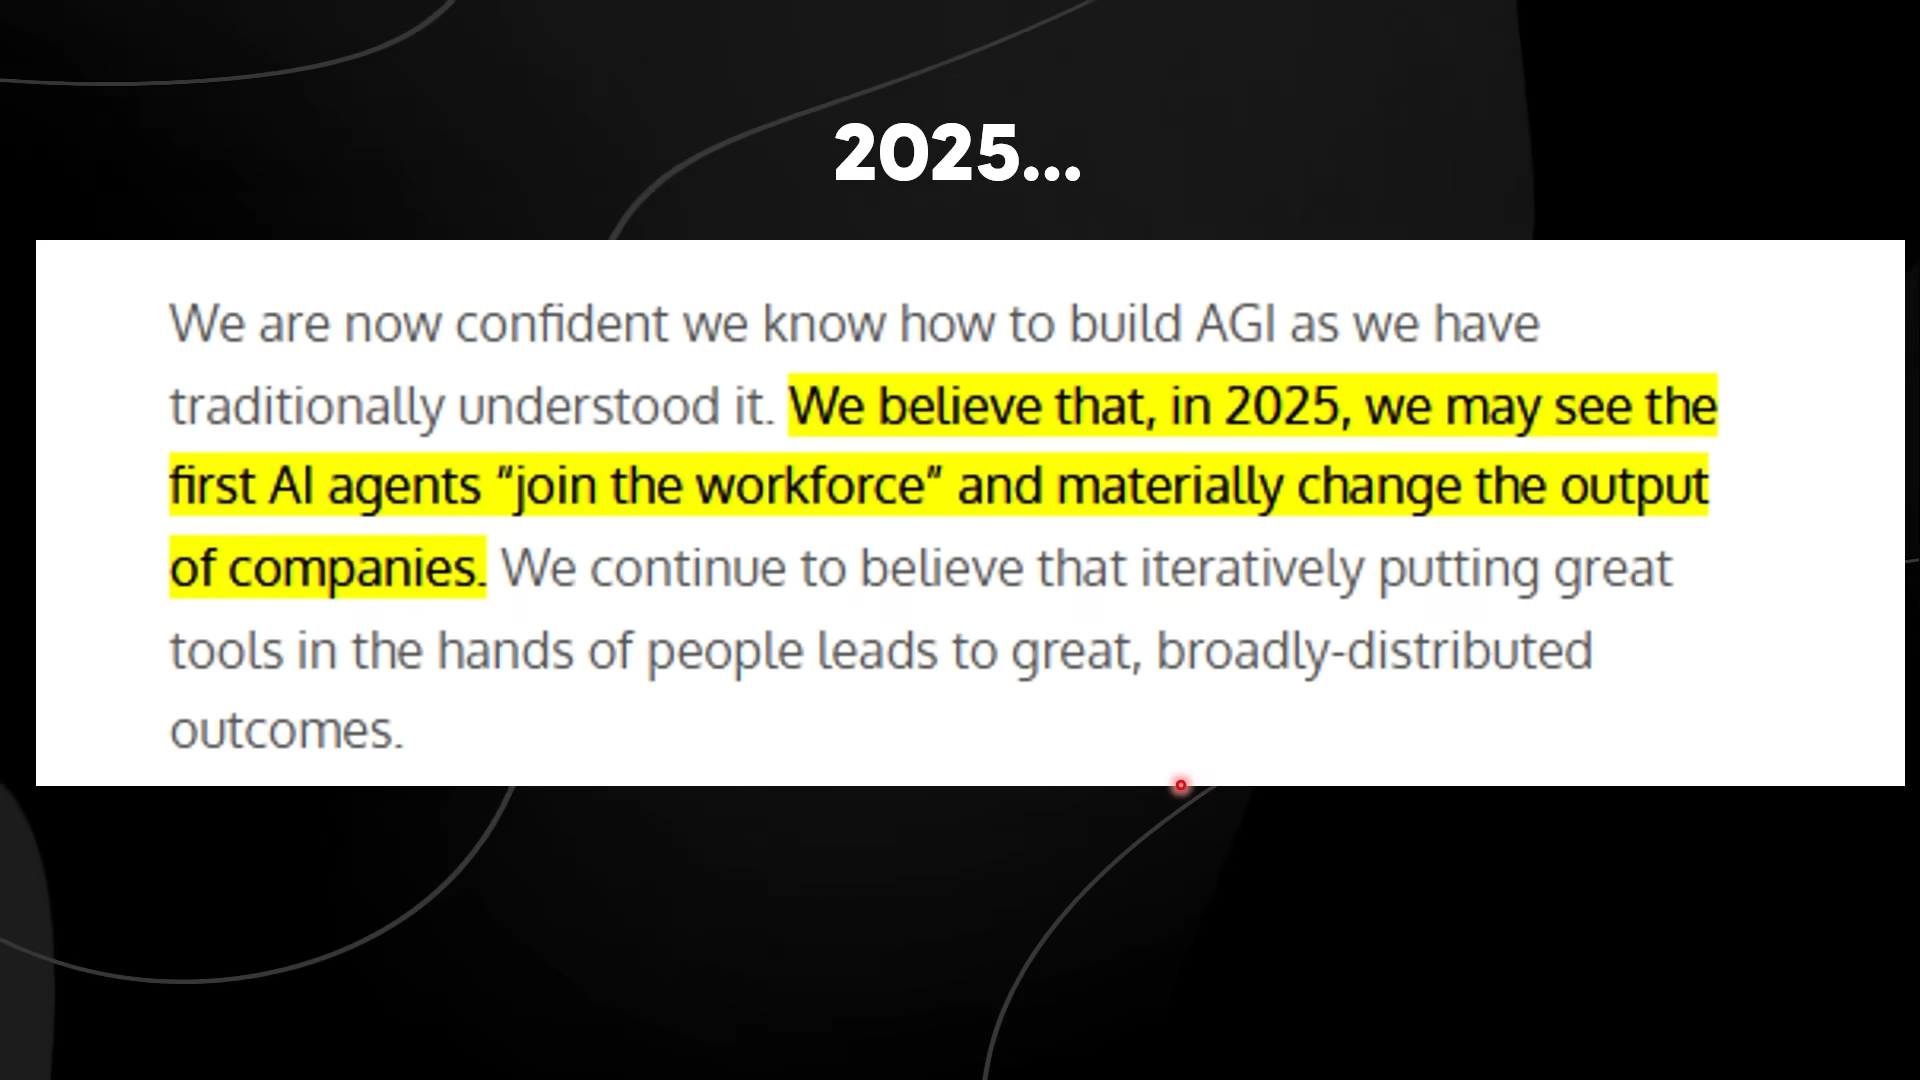 2025...
We are now confident we know how to build AGI as we have
traditionally understood it. We believe that, in 2025, we may see the
first AI agents “join the workforce” and materially change the output
of companies. We continue to believe that iteratively putting great
tools in the hands of people leads to great, broadly-distributed
outcomes.